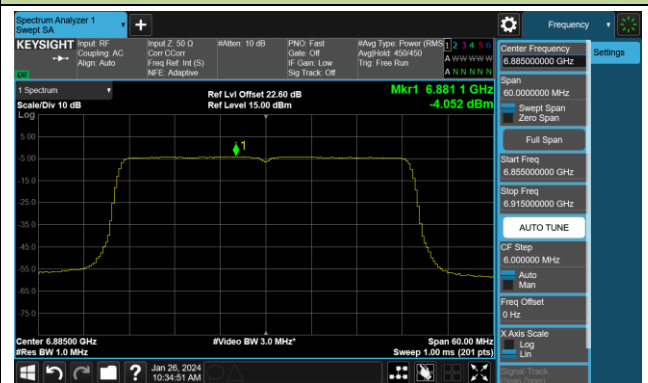 Spectrum Analyzer 1
Swept SA
Frequency
KEYSIGHT
Input: RF
Coupling: AC
Align: Auto
Input Z: 50 Ω
Corr CCorr
Freq Ref: Int (S)
NFE: Adaptive
#Atten: 10 dB
PNO: Fast
Gate: Off
IF Gain: Low
Sig Track: Off
#Avg Type: Power (RMS
Avg|Hold: 450/450
Trig: Free Run
1 2 3 4 5 6
A W W W W W
A N N N N N
LXI
Center Frequency
6.885000000 GHz
Settings
Span
60.0000000 MHz
Swept Span
Zero Span
Full Span
Start Freq
6.855000000 GHz
Stop Freq
6.915000000 GHz
AUTO TUNE
CF Step
6.000000 MHz
Auto
Man
Freq Offset
0 Hz
X Axis Scale
Log
Lin
Signal Track
(Span Zoom)
1 Spectrum
Scale/Div 10 dB
Log
Ref Lvl Offset 22.60 dB
Ref Level 15.00 dBm
Mkr1 6.881 1 GHz
-4.052 dBm
1
5.00
-5.00
-15.0
-25.0
-35.0
-45.0
-55.0
-65.0
-75.0
Center 6.88500 GHz
#Res BW 1.0 MHz
#Video BW 3.0 MHz*
Span 60.00 MHz
Sweep 1.00 ms (201 pts)
?
Jan 26, 2024
10:34:51 AM